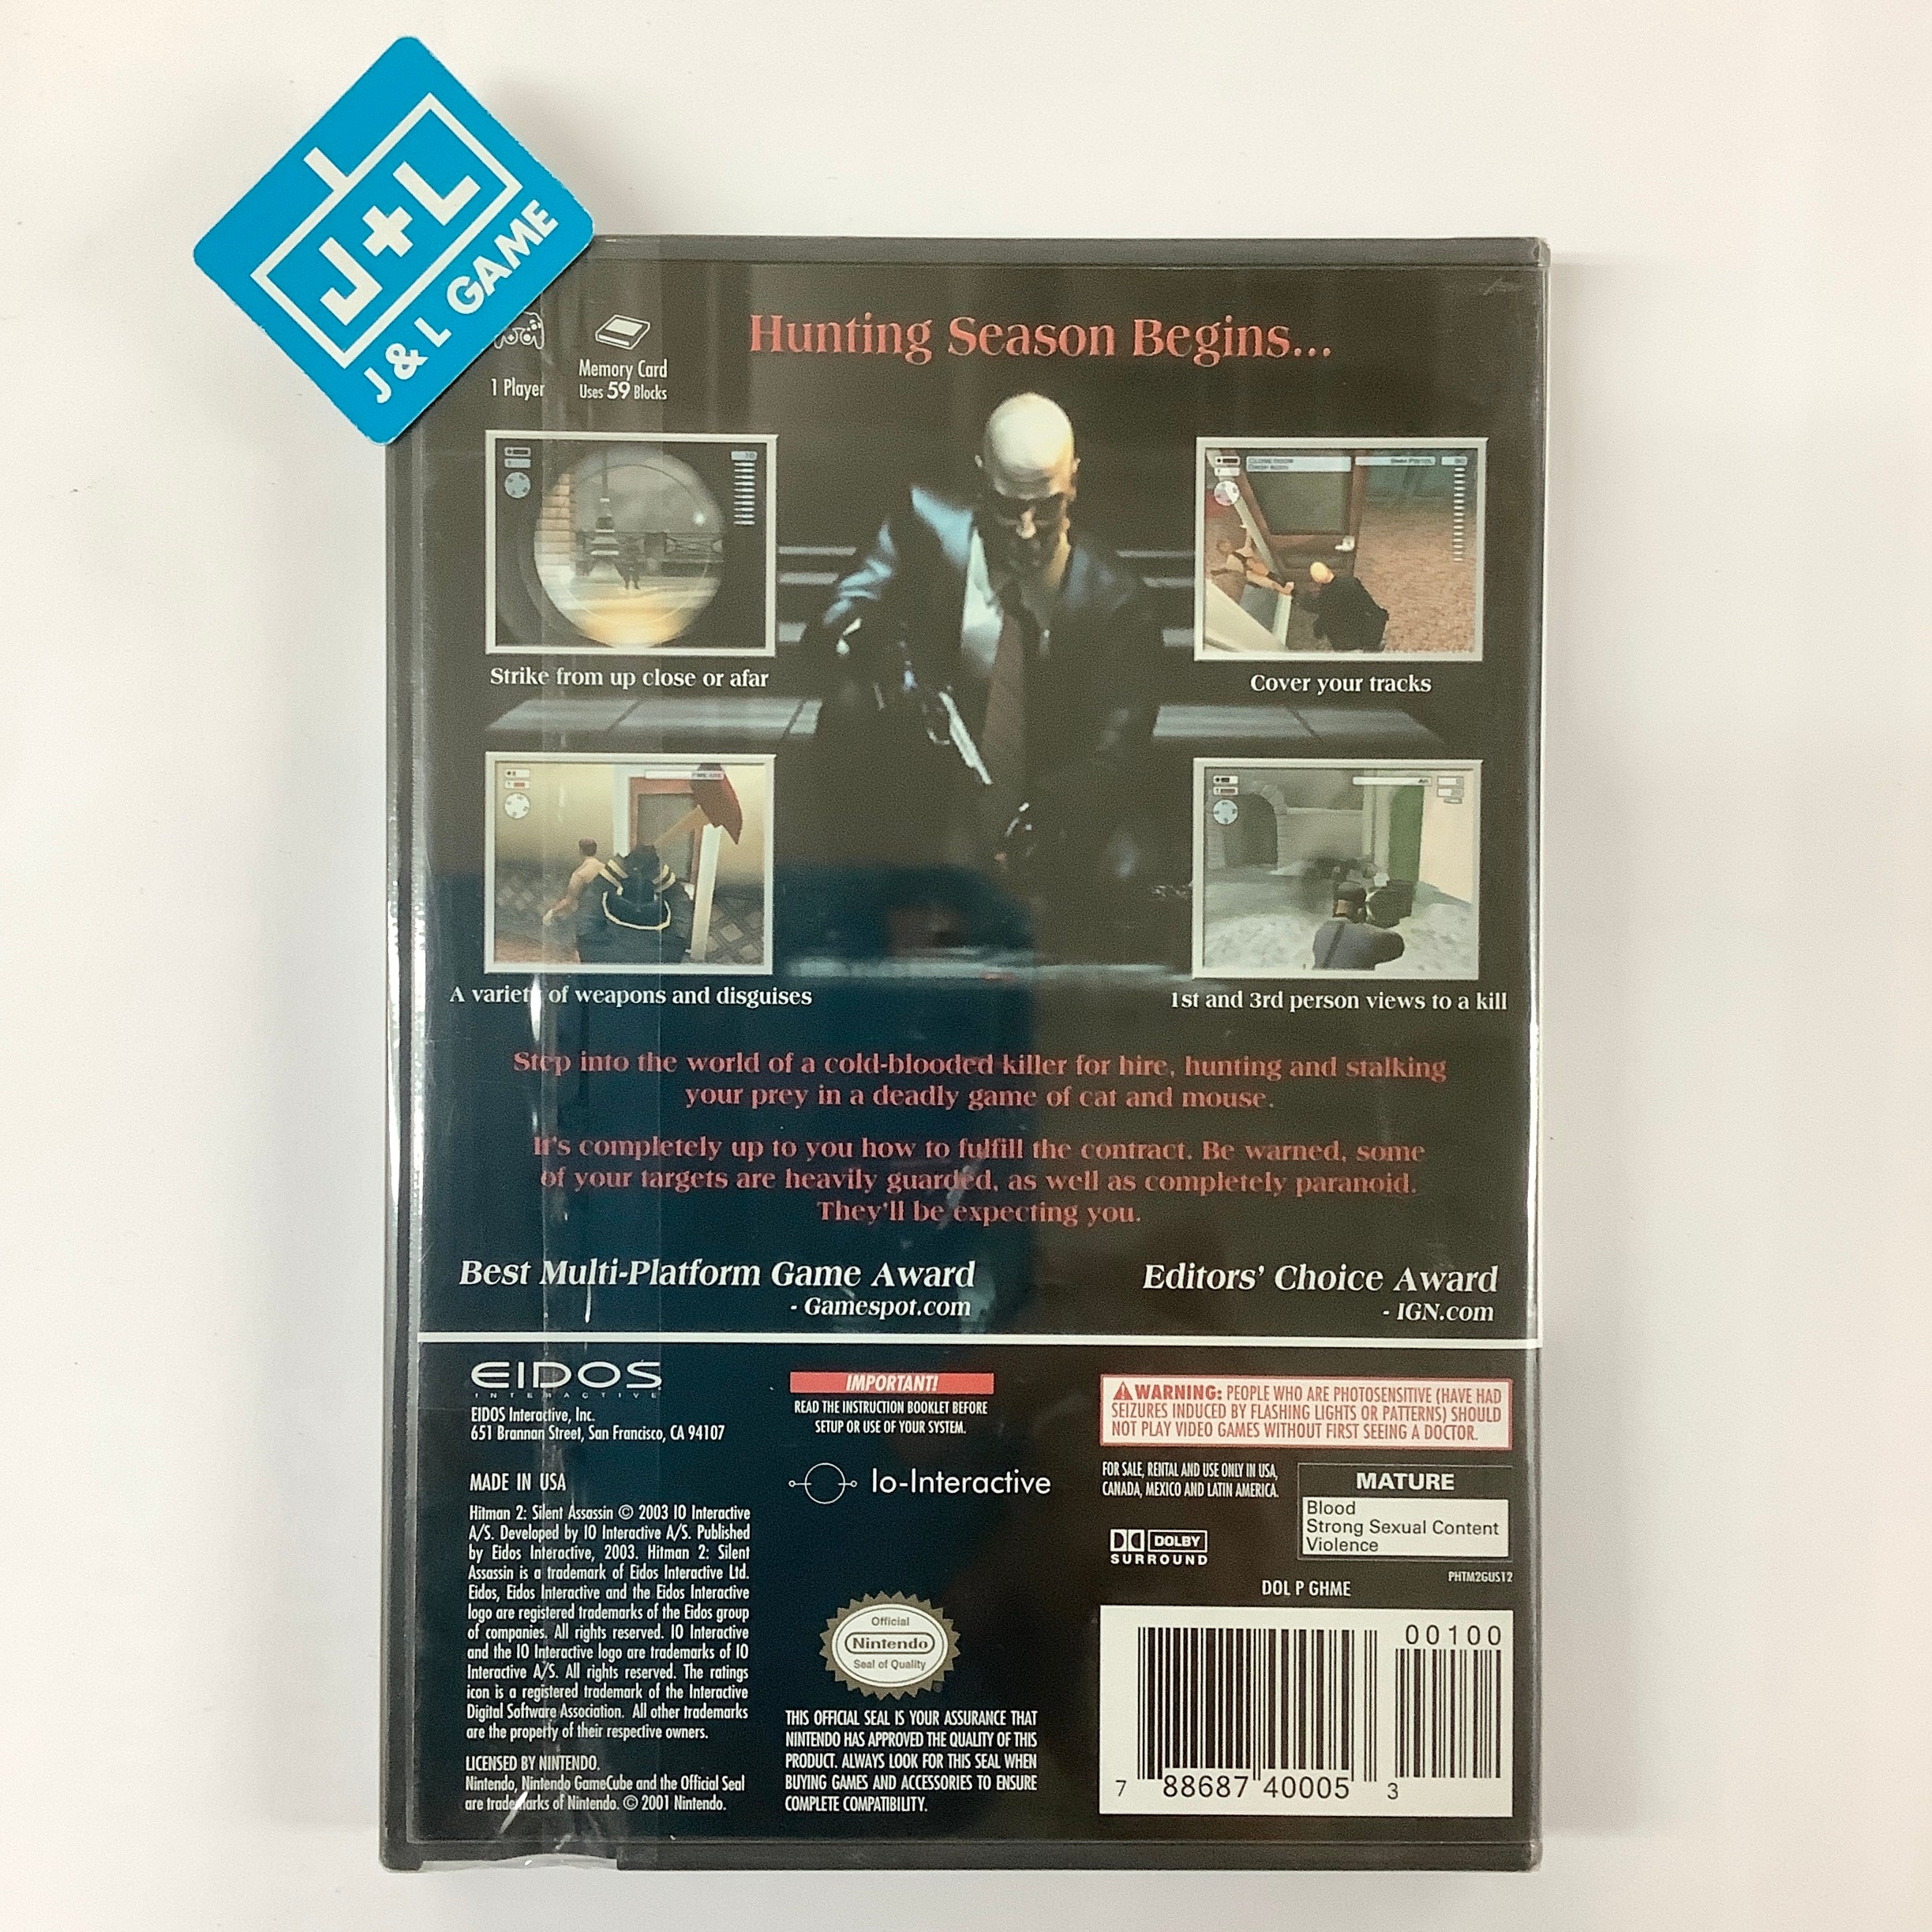 J+L
J & L GAME
1 Player
Memory Card
Uses 59 Blocks
Hunting Season Begins...
Strike from up close or afar
Cover your tracks
A variety of weapons and disguises
1st and 3rd person views to a kill
Step into the world of a cold-blooded killer for hire, hunting and stalking
your prey in a deadly game of cat and mouse.
It's completely up to you how to fulfill the contract. Be warned, some
of your targets are heavily guarded, as well as completely paranoid.
They'll be expecting you.
Best Multi-Platform Game Award
- Gamespot.com
Editors' Choice Award
- IGN.com
EIDOS
INTERACTIVE
EIDOS Interactive, Inc.
651 Brannan Street, San Francisco, CA 94107
MADE IN USA
Hitman 2: Silent Assassin © 2003 IO Interactive
A/S. Developed by IO Interactive A/S. Published
by Eidos Interactive, 2003. Hitman 2: Silent
Assassin is a trademark of Eidos Interactive Ltd.
Eidos, Eidos Interactive and the Eidos Interactive
logo are registered trademarks of the Eidos group
of companies. All rights reserved. IO Interactive
and the IO Interactive logo are trademarks of IO
Interactive A/S. All rights reserved. The ratings
icon is a registered trademark of the Interactive
Digital Software Association. All other trademarks
are the property of their respective owners.
LICENSED BY NINTENDO.
Nintendo, Nintendo GameCube and the Official Seal
are trademarks of Nintendo. © 2001 Nintendo.
IMPORTANT!
READ THE INSTRUCTION BOOKLET BEFORE
SETUP OR USE OF YOUR SYSTEM.
Io-Interactive
Official
Nintendo
Seal of Quality
THIS OFFICIAL SEAL IS YOUR ASSURANCE THAT
NINTENDO HAS APPROVED THE QUALITY OF THIS
PRODUCT. ALWAYS LOOK FOR THIS SEAL WHEN
BUYING GAMES AND ACCESSORIES TO ENSURE
COMPLETE COMPATIBILITY.
WARNING: PEOPLE WHO ARE PHOTOSENSITIVE (HAVE HAD
SEIZURES INDUCED BY FLASHING LIGHTS OR PATTERNS) SHOULD
NOT PLAY VIDEO GAMES WITHOUT FIRST SEEING A DOCTOR.
FOR SALE, RENTAL AND USE ONLY IN USA,
CANADA, MEXICO AND LATIN AMERICA.
MATURE
Blood
Strong Sexual Content
Violence
DOLBY
SURROUND
PHTM2GUS12
DOL P GHME
00100
7 88687 40005 3